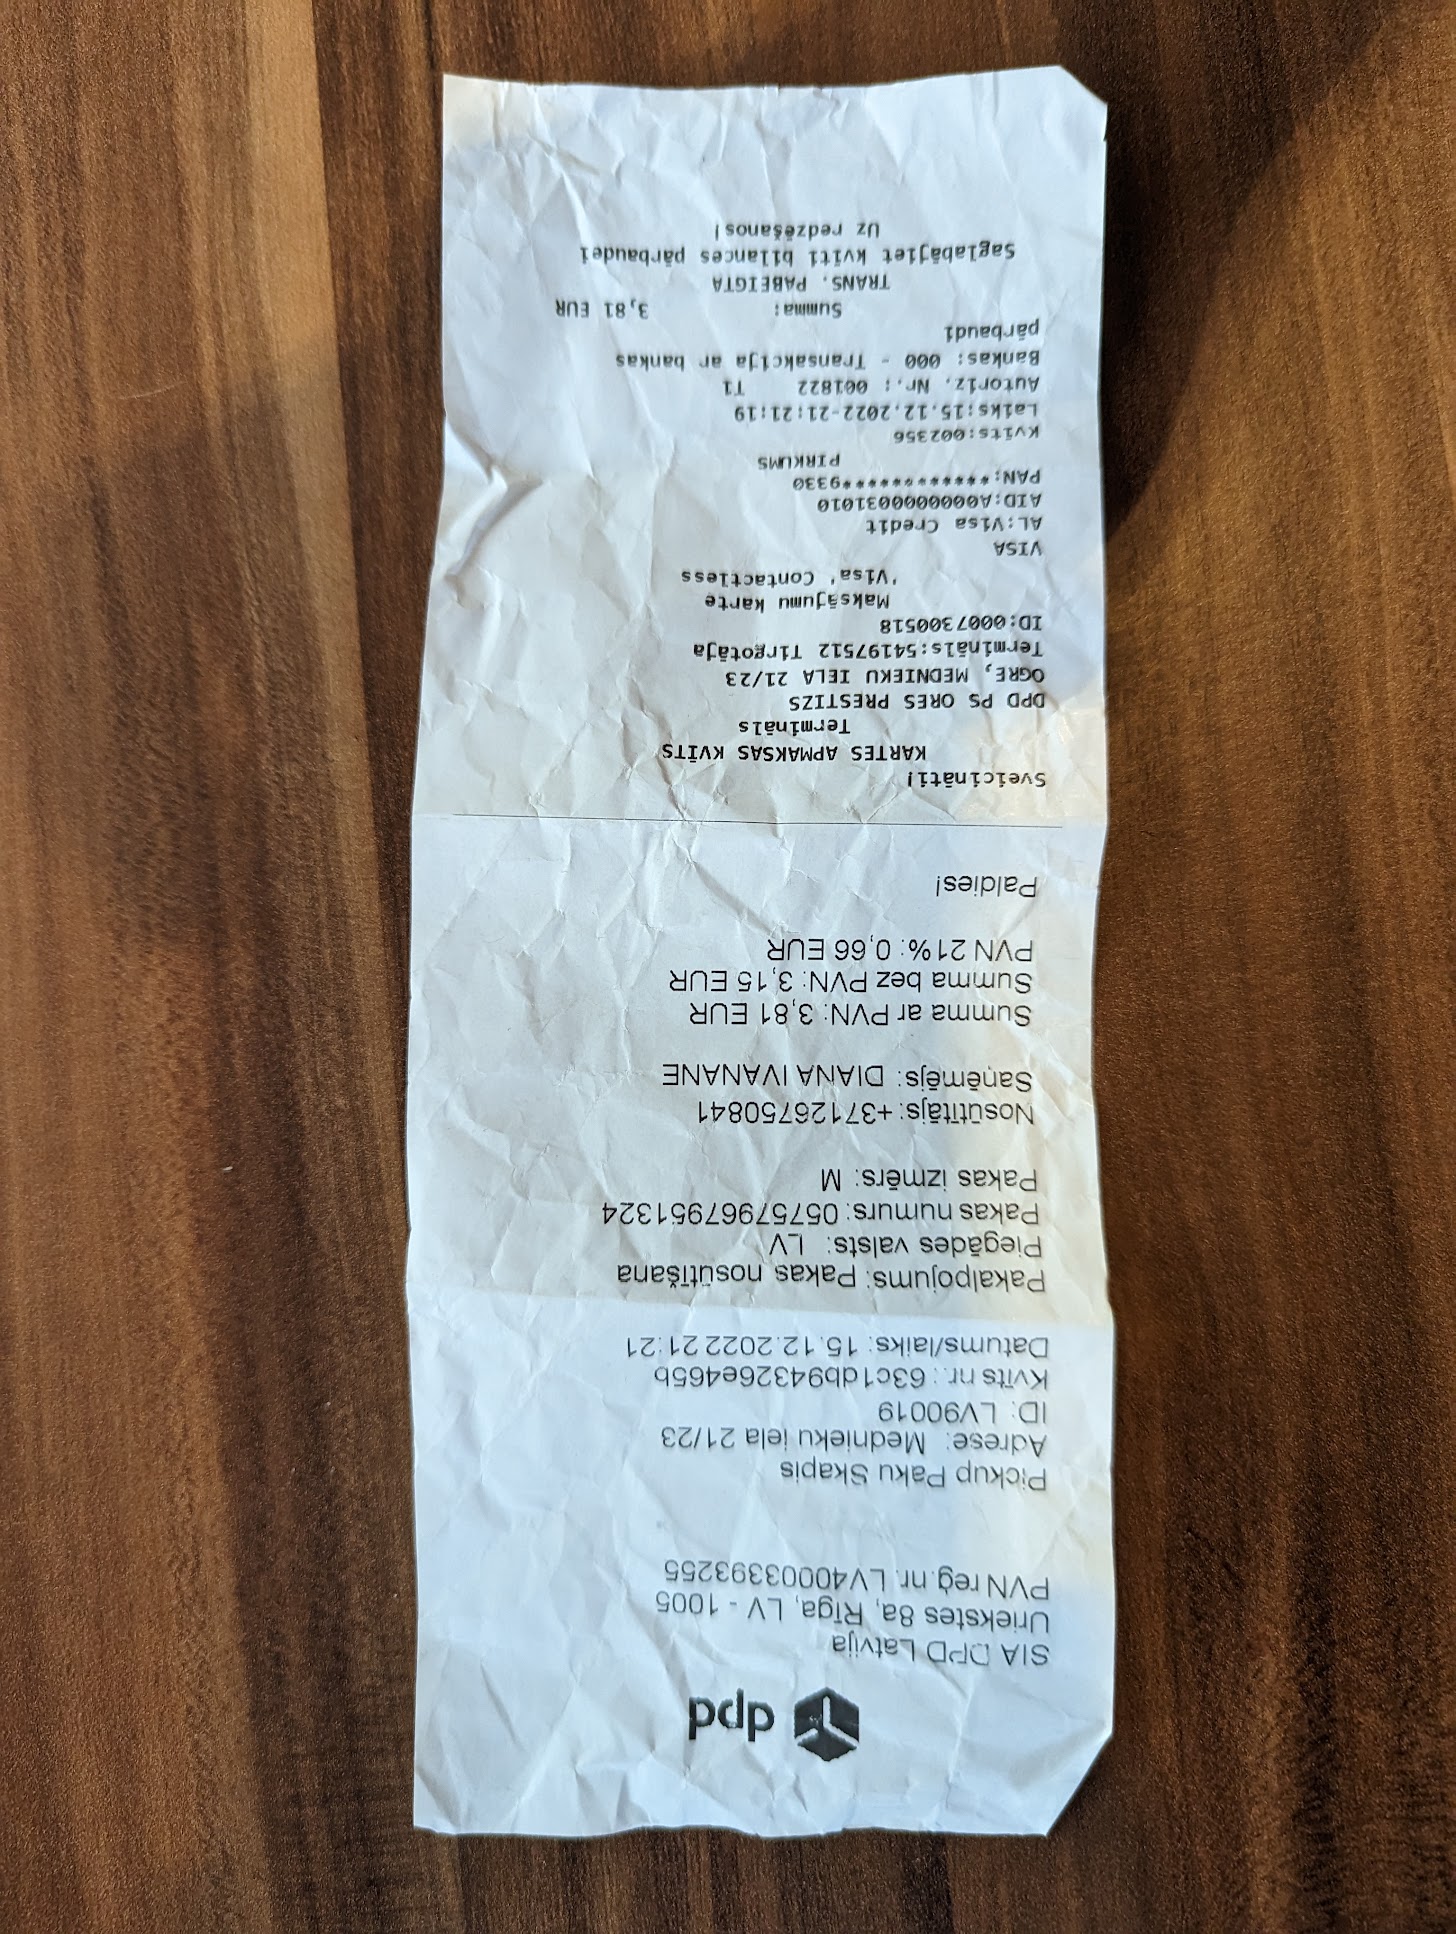 dpd
SIA DPD Latvija
Uriekstes 8a, Rīga, LV - 1005
PVN reģ.nr. LV40003393255
Pickup Paku Skapis
Adrese: Mednieku iela 21/23
ID: LV90019
Kvīts nr.: 63c1db94326e465b
Datums/laiks: 15.12.2022 21:21
Pakalpojums: Pakas nosūtīšana
Piegādes valsts: LV
Pakas numurs: 05757967951324
Pakas izmērs: M
Nosūtītājs: +37126750841
Saņēmējs: DIANA IVANANE
Summa ar PVN: 3,81 EUR
Summa bez PVN: 3,15 EUR
PVN 21%: 0,66 EUR
Paldies!
Sveicināti!
KARTES APMAKSAS KVĪTS
Termināls
DPD PS ORES PRESTIZS
OGRE, MEDNIEKU IELA 21/23
Termināls:54197512 Tirgotāja
ID:0007300518
Maksājumu karte
'Visa' Contactless
VISA
AL:Visa Credit
AID:A0000000031010
PAN:************9330
PIRKUMS
Kvīts:002356
Laiks:15.12.2022-21:21:19
Autoriz. Nr.: 061822 T1
Bankas: 000 - Transakcija ar bankas
pārbaudi
Summa: 3,81 EUR
TRANS. PABEIGTA
Saglabājiet kvīti bilances pārbaudei
Uz redzēšanos!